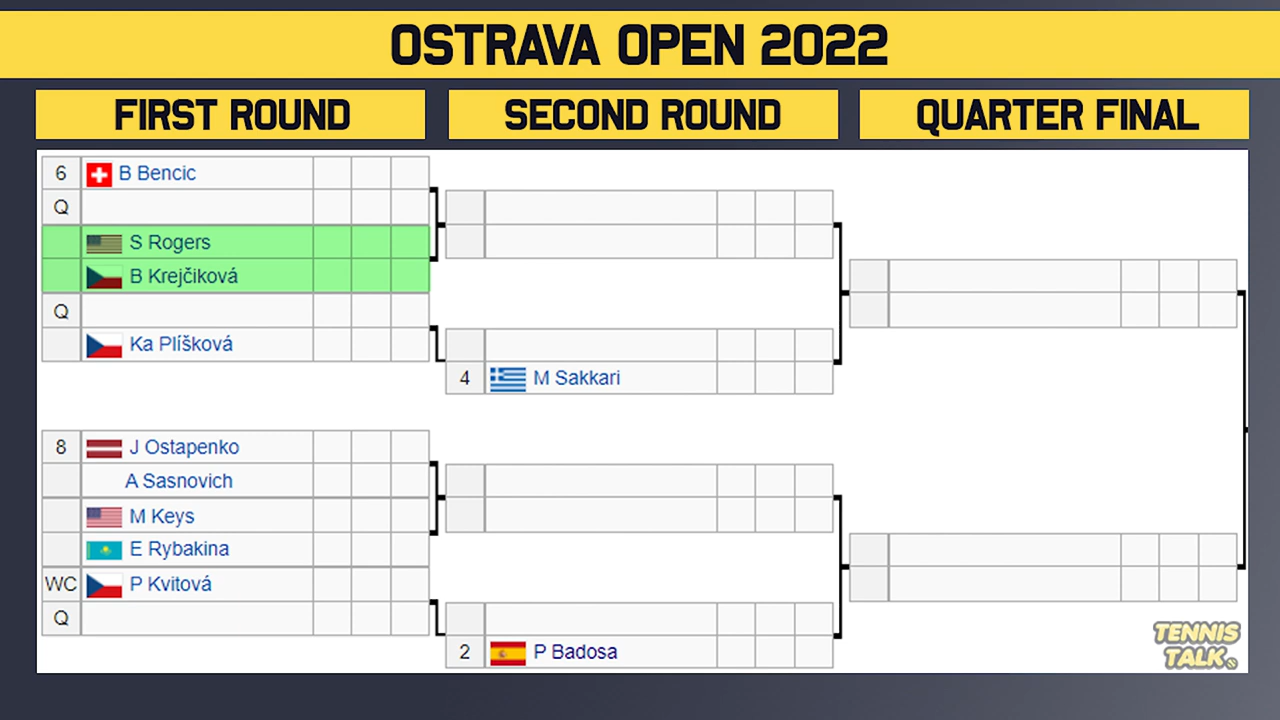 OSTRAVA OPEN 2022
FIRST ROUND
SECOND ROUND
QUARTER FINAL
6 B Bencic
Q
S Rogers
B Krejčiková
Q
Ka Plíšková
4 M Sakkari
8 J Ostapenko
A Sasnovich
M Keys
E Rybakina
WC P Kvitová
Q
2 P Badosa
TENNIS
TALK